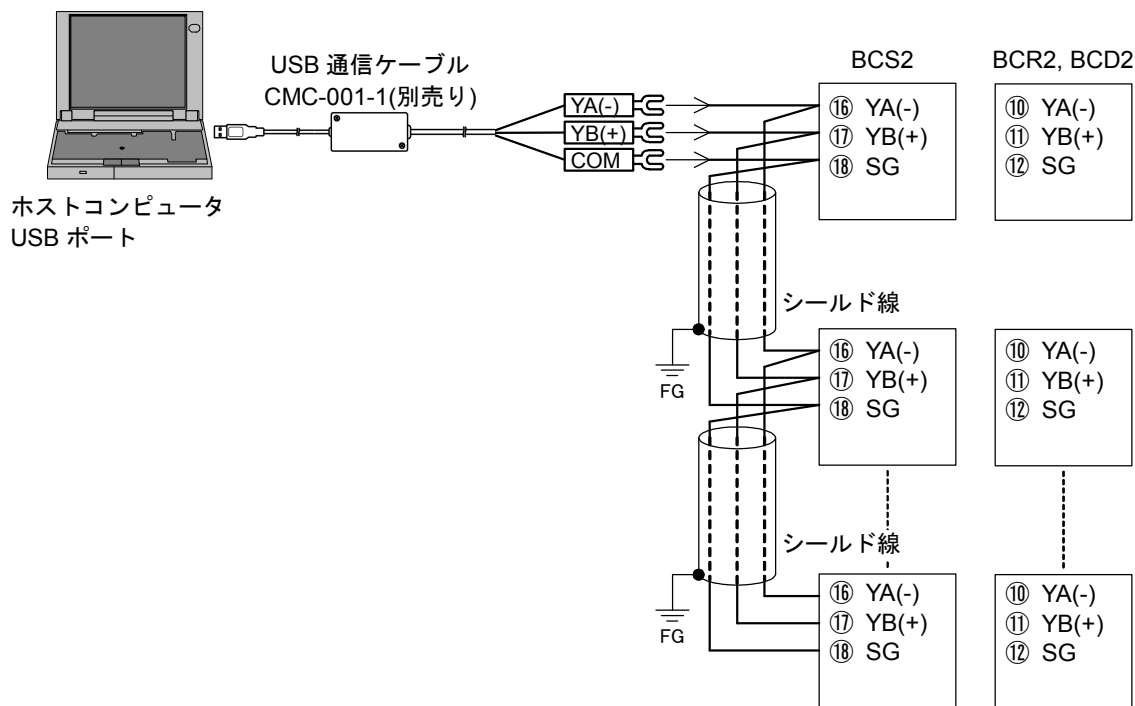 USB 通信ケーブル
CMC-001-1(別売り)
ホストコンピュータ
USB ポート
YA(-)
YB(+)
COM
BCS2
BCR2, BCD2
⑯ YA(-)
⑰ YB(+)
⑱ SG
⑩ YA(-)
⑪ YB(+)
⑫ SG
シールド線
FG
⑯ YA(-)
⑰ YB(+)
⑱ SG
⑩ YA(-)
⑪ YB(+)
⑫ SG
シールド線
FG
⑯ YA(-)
⑰ YB(+)
⑱ SG
⑩ YA(-)
⑪ YB(+)
⑫ SG